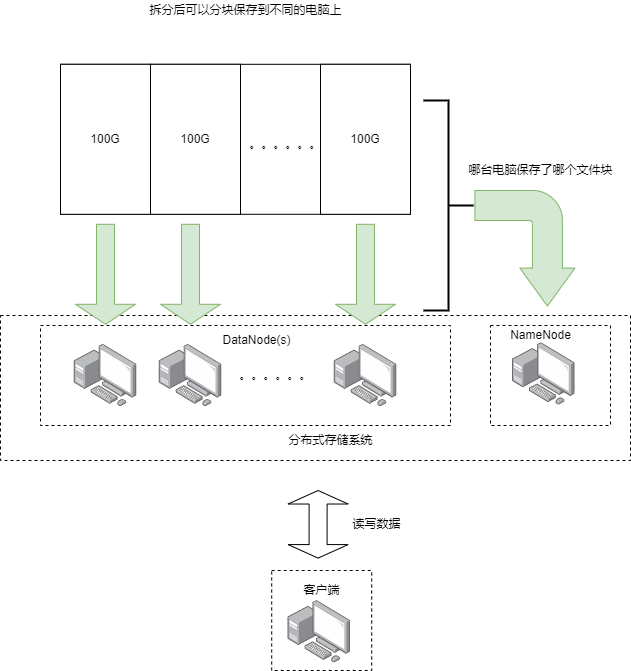 拆分后可以分块保存到不同的电脑上
100G
100G
。。。。。。
100G
哪台电脑保存了哪个文件块
DataNode(s)
NameNode
。。。。。。
分布式存储系统
读写数据
客户端